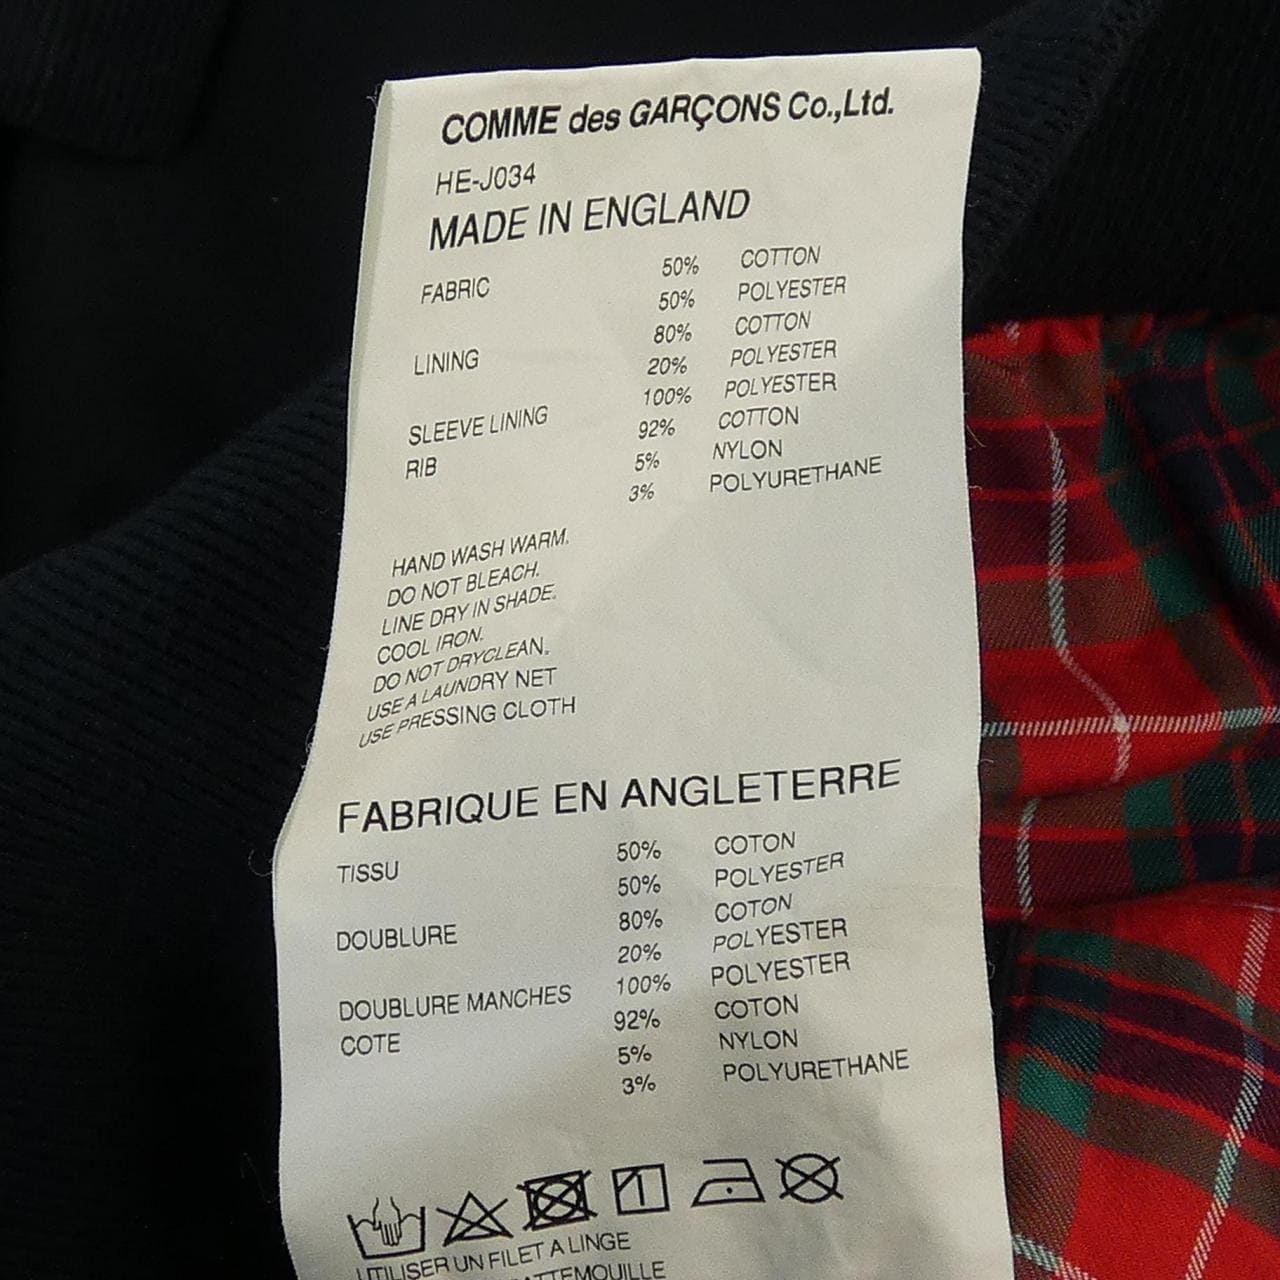 COMME des GARÇONS Co.,Ltd.
HE-J034
MADE IN ENGLAND
FABRIC 50% COTTON
50% POLYESTER
LINING 80% COTTON
20% POLYESTER
SLEEVE LINING 100% POLYESTER
RIB 92% COTTON
5% NYLON
3% POLYURETHANE
HAND WASH WARM.
DO NOT BLEACH.
LINE DRY IN SHADE.
COOL IRON.
DO NOT DRYCLEAN.
USE A LAUNDRY NET
USE PRESSING CLOTH
FABRIQUE EN ANGLETERRE
TISSU 50% COTON
50% POLYESTER
DOUBLURE 80% COTON
20% POLYESTER
DOUBLURE MANCHES 100% POLYESTER
COTE 92% COTON
5% NYLON
3% POLYURETHANE
UTILISER UN FILET A LINGE